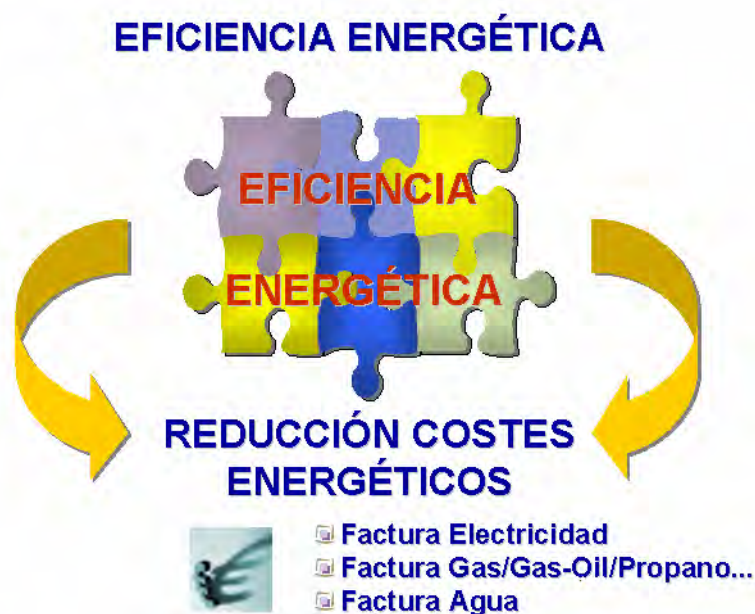 EFICIENCIA ENERGÉTICA
EFICIENCIA
ENERGÉTICA
REDUCCIÓN COSTES
ENERGÉTICOS
Factura Electricidad
Factura Gas/Gas-Oil/Propano...
Factura Agua